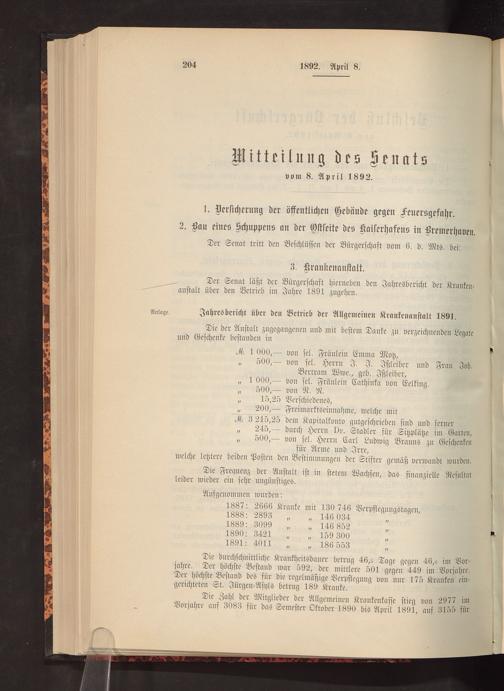 204
1892. April 8.
Mitteilung des Senats
vom 8. April 1892.
1. Versicherung der öffentlichen Gebäude gegen Feuersgefahr.
2. Bau eines Schuppens an der Ostseite des Kaiserhafens in Bremerhaven.
Der Senat tritt den Beschlüssen der Bürgerschaft vom 6. d. Mts. bei.
3. Krankenanstalt.
Der Senat läßt der Bürgerschaft hierneben den Jahresbericht der Kranken-
anstalt über den Betrieb im Jahre 1891 zugehen.
Anlage.
Jahresbericht über den Betrieb der Allgemeinen Krankenanstalt 1891.
Die der Anstalt zugegangenen und mit bestem Danke zu verzeichnenden Legate
und Geschenke bestanden in
M. 1 000,— von sel. Fräulein Emma Motz,
„ 500,— von sel. Herrn J. J. Ißleiber und Frau Joh.
Bertram Wwe., geb. Ißleiber,
„ 1 000,— von sel. Fräulein Cathinka von Eelking.
„ 500,— von N. N.
„ 15,25 Verschiedenes,
„ 200,— Freimarktseinnahme, welche mit
M. 3 215,25 dem Kapitalkonto gutgeschrieben sind und ferner
„ 245,— durch Herrn Dr. Stadler für Sitzplätze im Garten,
„ 500,— von sel. Herrn Carl Ludwig Brauns zu Geschenken
für Arme und Irre,
welche letztere beiden Posten den Bestimmungen der Stifter gemäß verwandt wurden.
Die Frequenz der Anstalt ist in stetem Wachsen, das finanzielle Resultat
leider wieder ein sehr ungünstiges.
Aufgenommen wurden:
1887: 2666 Kranke mit 130 746 Verpflegungstagen,
1888: 2893 „ „ 146 034 „
1889: 3099 „ „ 146 852 „
1890: 3421 „ „ 159 300 „
1891: 4011 „ „ 186 553 „
Die durchschnittliche Krankheitsdauer betrug Tage gegen im Vor-
jahre. Der höchste Bestand war 592, der mittlere 501 gegen 449 im Vorjahre.
Der höchste Bestand des für die regelmäßige Verpflegung von nur 175 Kranken ein-
gerichteten St. Jürgen-Asyls betrug 189 Kranke.
Die Zahl der Mitglieder der Allgemeinen Krankenkasse stieg von 2977 im
Vorjahre auf 3083 für das Semester Oktober 1890 bis April 1891, auf 3155 für